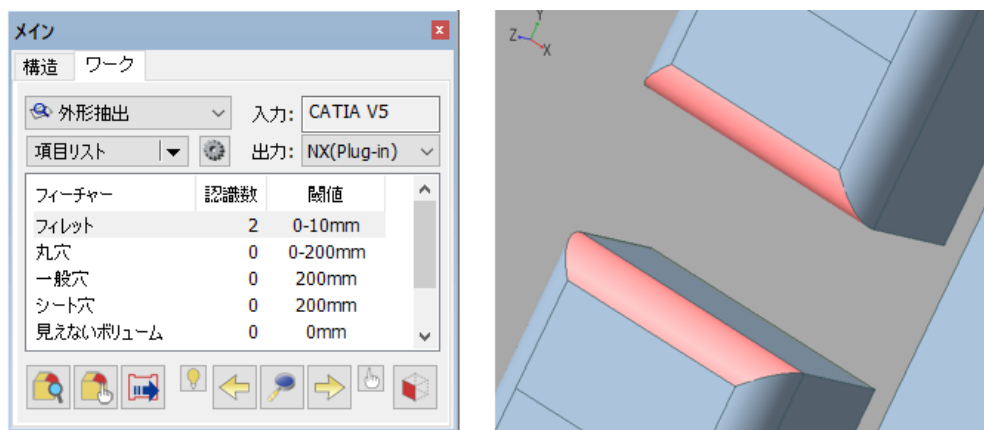 メイン
構造 ワーク
外形抽出 入力: CATIA V5
項目リスト 出力: NX(Plug-in)
フィーチャー 認識数 閾値
フィレット 2 0-10mm
丸穴 0 0-200mm
一般穴 0 200mm
シート穴 0 200mm
見えないボリューム 0 0mm
Y
Z
X